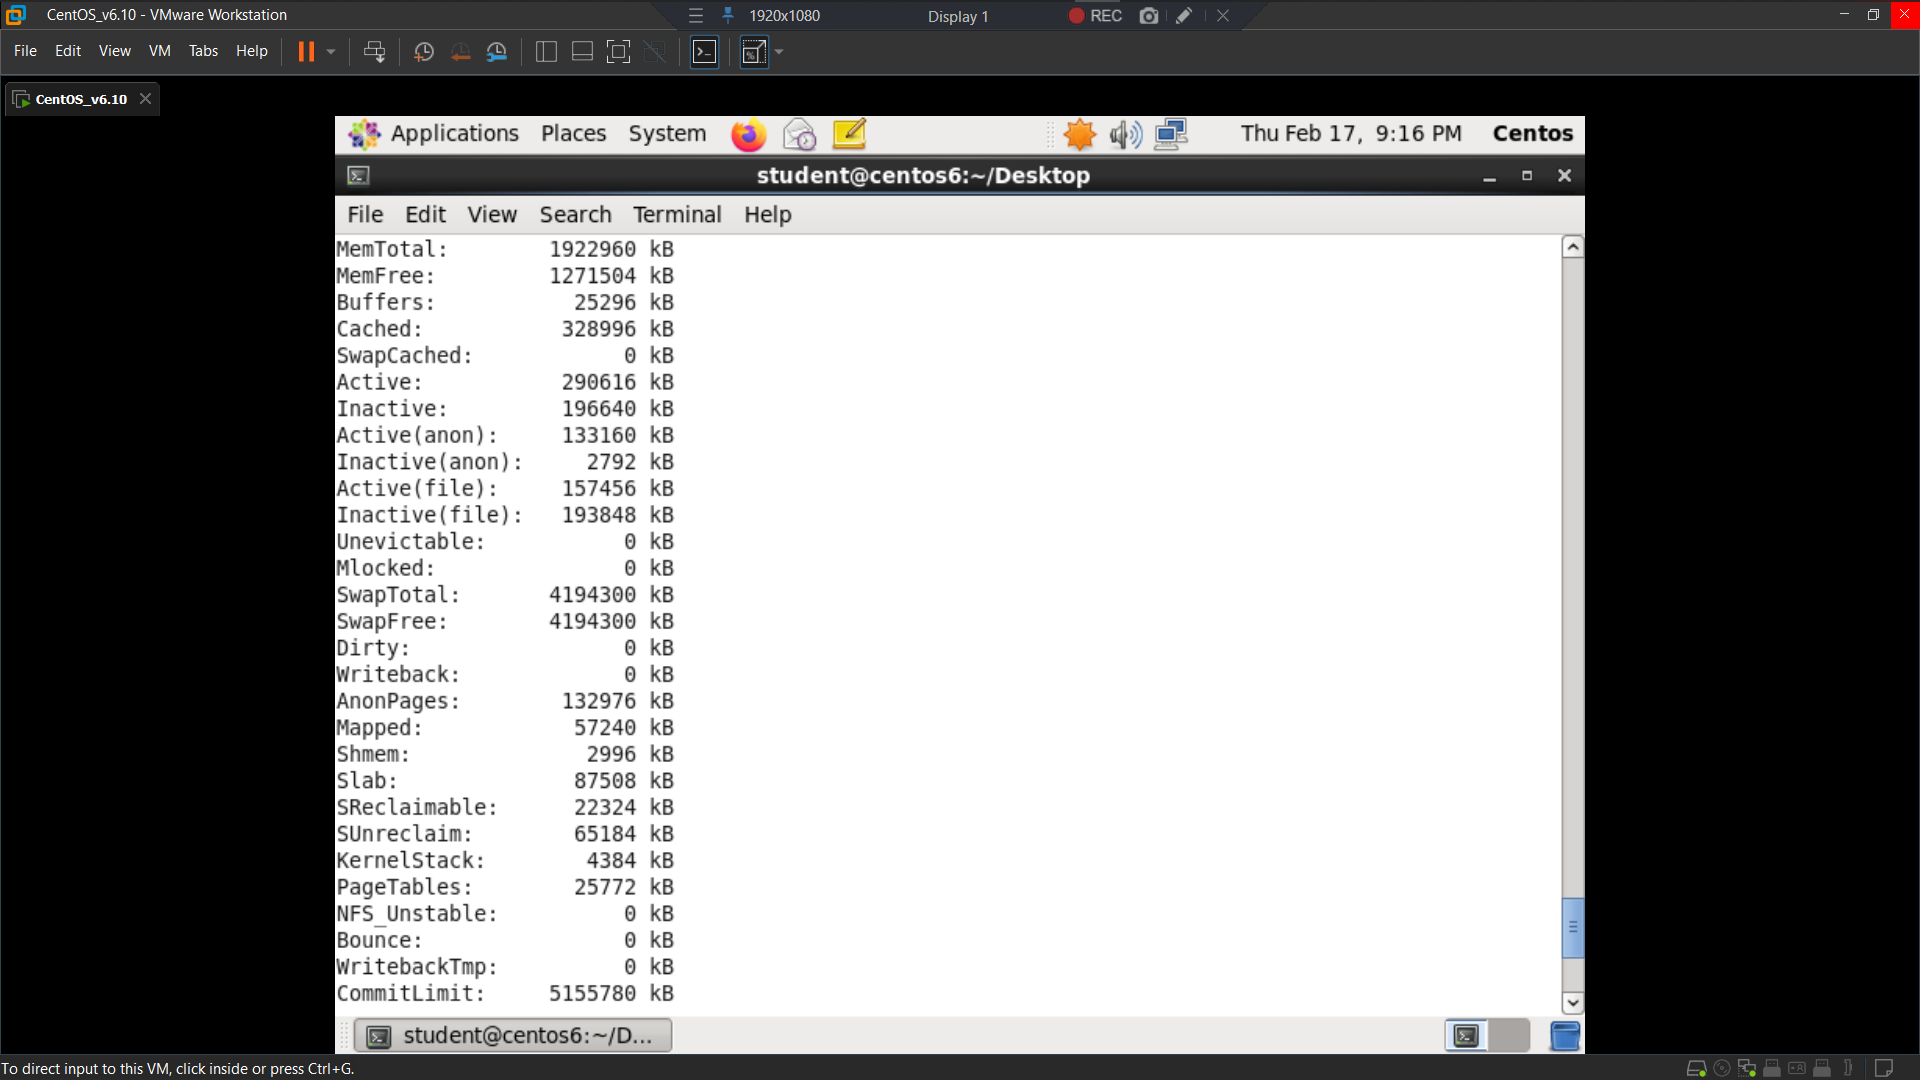 CentOS_v6.10 - VMware Workstation
1920x1080
Display 1
REC
File Edit View VM Tabs Help
CentOS_v6.10
Applications Places System
Thu Feb 17, 9:16 PM Centos
student@centos6:~/Desktop
File Edit View Search Terminal Help
MemTotal: 1922960 kB
MemFree: 1271504 kB
Buffers: 25296 kB
Cached: 328996 kB
SwapCached: 0 kB
Active: 290616 kB
Inactive: 196640 kB
Active(anon): 133160 kB
Inactive(anon): 2792 kB
Active(file): 157456 kB
Inactive(file): 193848 kB
Unevictable: 0 kB
Mlocked: 0 kB
SwapTotal: 4194300 kB
SwapFree: 4194300 kB
Dirty: 0 kB
Writeback: 0 kB
AnonPages: 132976 kB
Mapped: 57240 kB
Shmem: 2996 kB
Slab: 87508 kB
SReclaimable: 22324 kB
SUnreclaim: 65184 kB
KernelStack: 4384 kB
PageTables: 25772 kB
NFS_Unstable: 0 kB
Bounce: 0 kB
WritebackTmp: 0 kB
CommitLimit: 5155780 kB
student@centos6:~/D...
To direct input to this VM, click inside or press Ctrl+G.